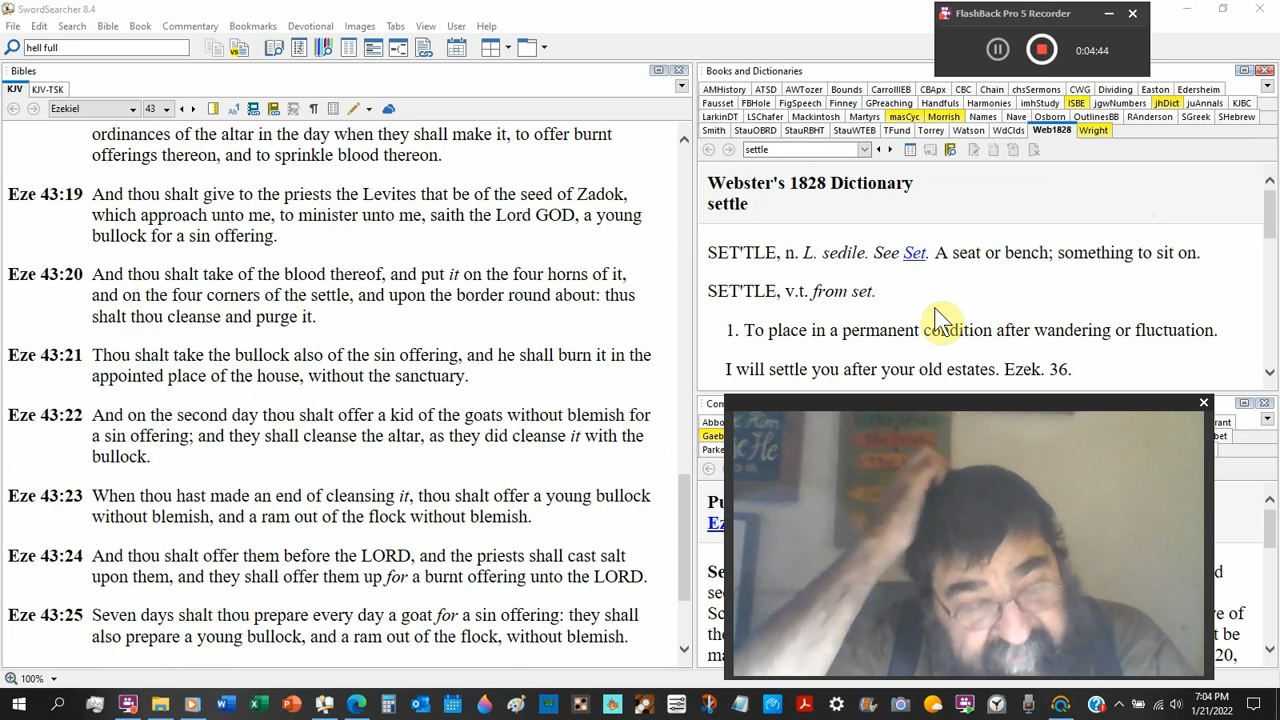 SwordSearcher 8.4
File Edit Search Book Commentary Bookmarks Devotional Images Tabs View Window Help
FlashBack Pro 5 Recorder
0:04:44
hell full
Bibles
KJV KJV-TSK
Ezekiel 43
ordinances of the altar in the day when they shall make it, to offer burnt
offerings thereon, and to sprinkle blood thereon.
Eze 43:19 And thou shalt give to the priests the Levites that be of the seed of Zadok,
which approach unto me, to minister unto me, saith the Lord GOD, a young
bullock for a sin offering.
Eze 43:20 And thou shalt take of the blood thereof, and put it on the four horns of it,
and on the four corners of the settle, and upon the border round about: thus
shalt thou cleanse and purge it.
Eze 43:21 Thou shalt take the bullock also of the sin offering, and he shall burn it in the
appointed place of the house, without the sanctuary.
Eze 43:22 And on the second day thou shalt offer a kid of the goats without blemish for
a sin offering; and they shall cleanse the altar, as they did cleanse it with the
bullock.
Eze 43:23 When thou hast made an end of cleansing it, thou shalt offer a young bullock
without blemish, and a ram out of the flock without blemish.
Eze 43:24 And thou shalt offer them before the LORD, and the priests shall cast salt
upon them, and they shall offer them up for a burnt offering unto the LORD.
Eze 43:25 Seven days shalt thou prepare every day a goat for a sin offering: they shall
also prepare a young bullock, and a ram out of the flock, without blemish.
100%
Books and Dictionaries
AMHistory ATSD AWTozer Bounds CarrollIEB CBApx CBC Chain chsSermons CWG Dividing Easton Edersheim
Fausset FBHole FigSpeech Finney GPreaching Handfuls Harmonies imhStudy ISBE jgwNumbers jhDict juAnnals KJBC
LarkinDT LSChafer Mackintosh Martyrs masCyc Morrish Names Nave Osborn OutlinesBB RAnderson SGreek SHebrew
Smith StauOBRD StauRBHT StauWTEB TFund Torrey Watson WdClds Web1828 Wright
settle
Webster's 1828 Dictionary
settle
SET'TLE, n. L. sedile. See Set. A seat or bench; something to sit on.
SET'TLE, v.t. from set.
1. To place in a permanent condition after wandering or fluctuation.
I will settle you after your old estates. Ezek. 36.
7:04 PM
1/21/2022